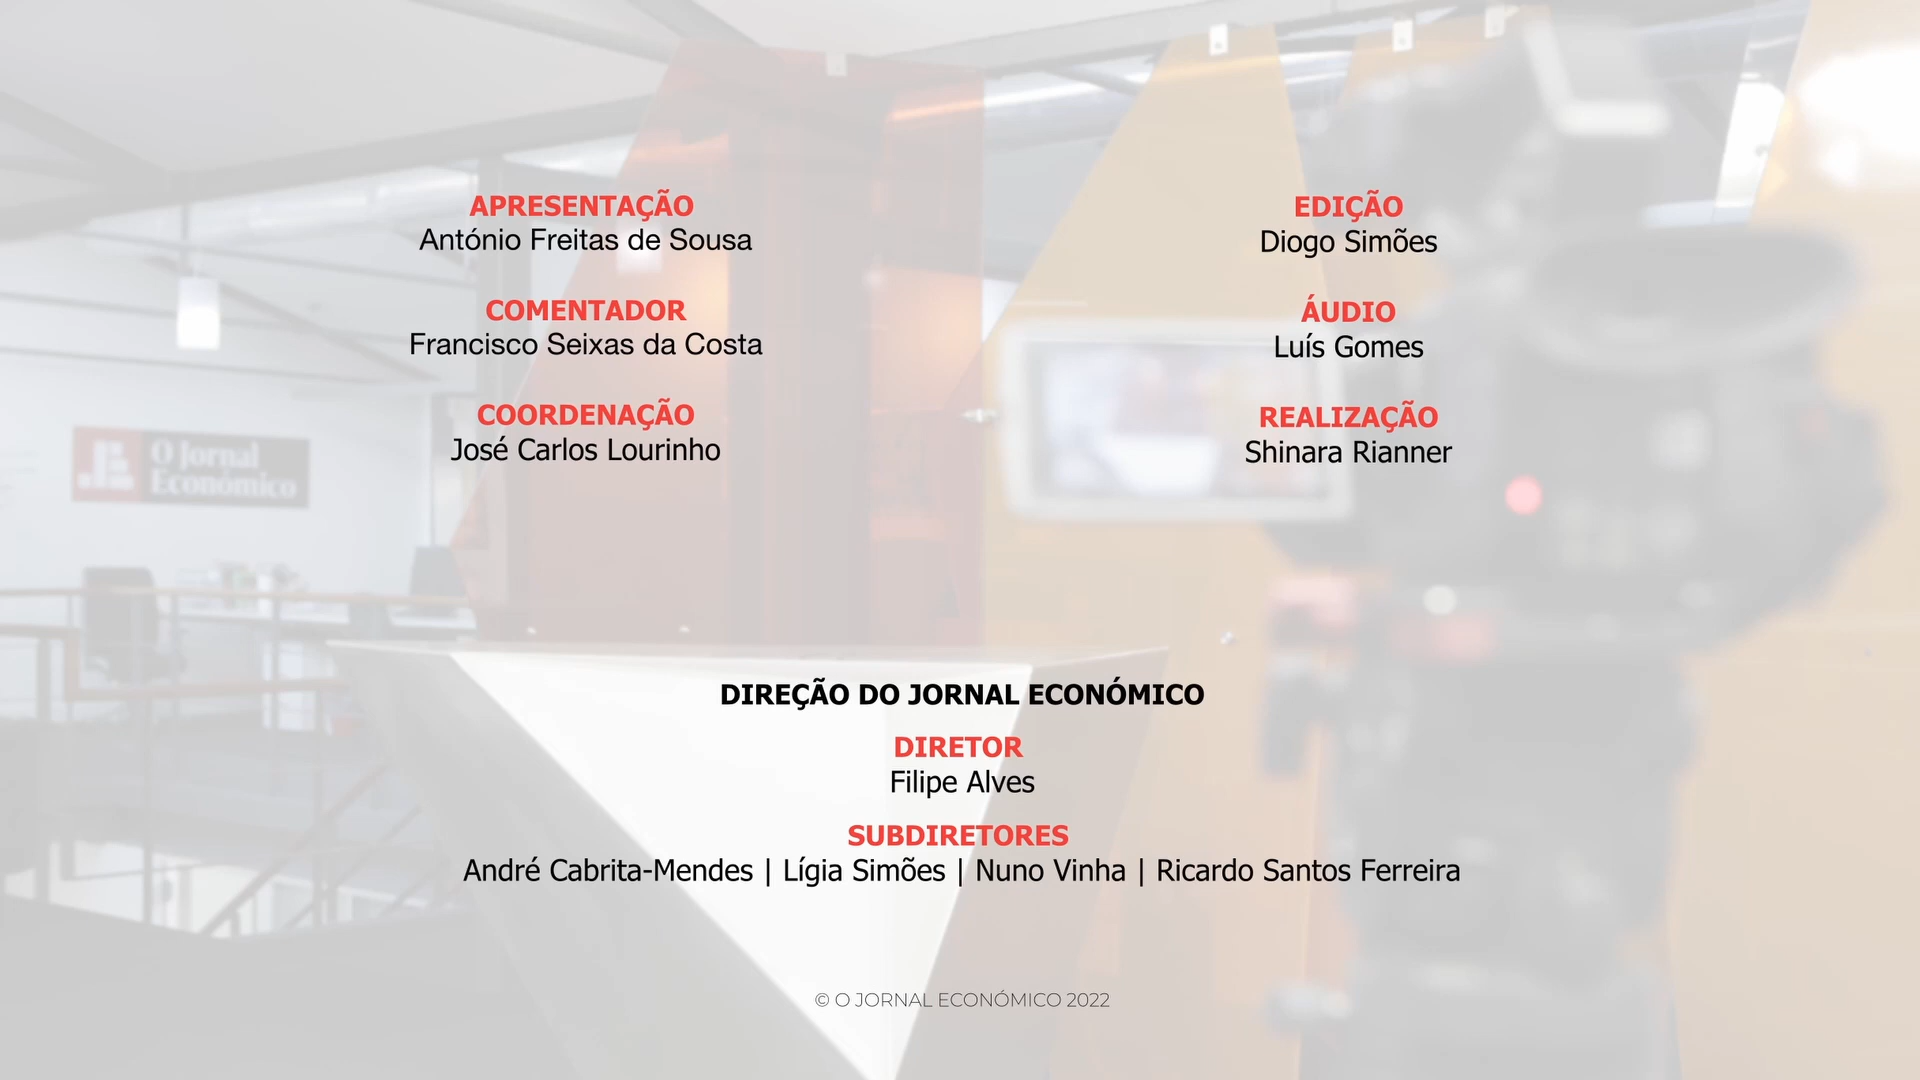 APRESENTAÇÃO
António Freitas de Sousa
COMENTADOR
Francisco Seixas da Costa
COORDENAÇÃO
José Carlos Lourinho
EDIÇÃO
Diogo Simões
ÁUDIO
Luís Gomes
REALIZAÇÃO
Shinara Rianner
O Jornal
Económico
DIREÇÃO DO JORNAL ECONÓMICO
DIRETOR
Filipe Alves
SUBDIRETORES
André Cabrita-Mendes | Lígia Simões | Nuno Vinha | Ricardo Santos Ferreira
© O JORNAL ECONÓMICO 2022